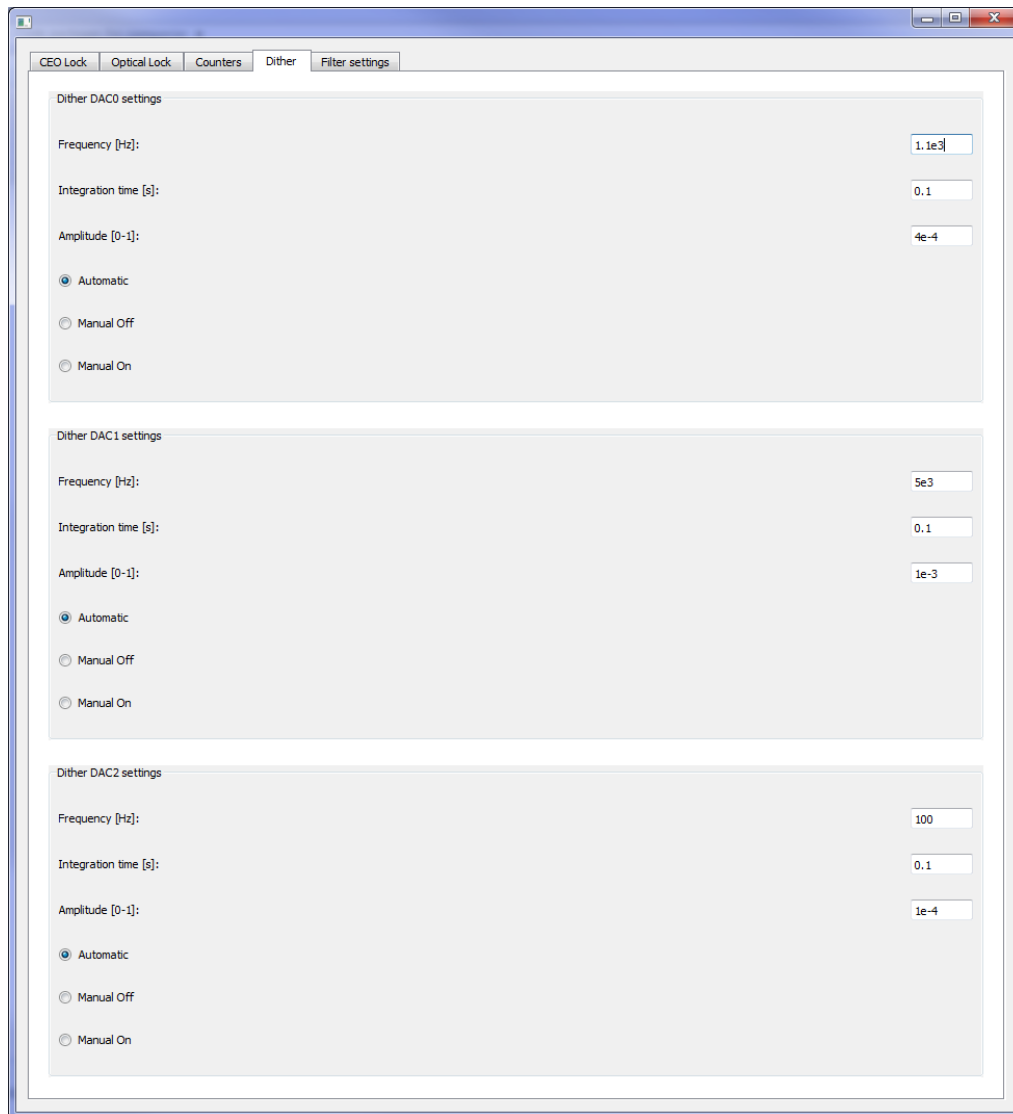 CEO Lock Optical Lock Counters Dither Filter settings
Dither DAC0 settings
Frequency [Hz]: 1.1e3
Integration time [s]: 0.1
Amplitude [0-1]: 4e-4
Automatic
Manual Off
Manual On
Dither DAC1 settings
Frequency [Hz]: 5e3
Integration time [s]: 0.1
Amplitude [0-1]: 1e-3
Automatic
Manual Off
Manual On
Dither DAC2 settings
Frequency [Hz]: 100
Integration time [s]: 0.1
Amplitude [0-1]: 1e-4
Automatic
Manual Off
Manual On